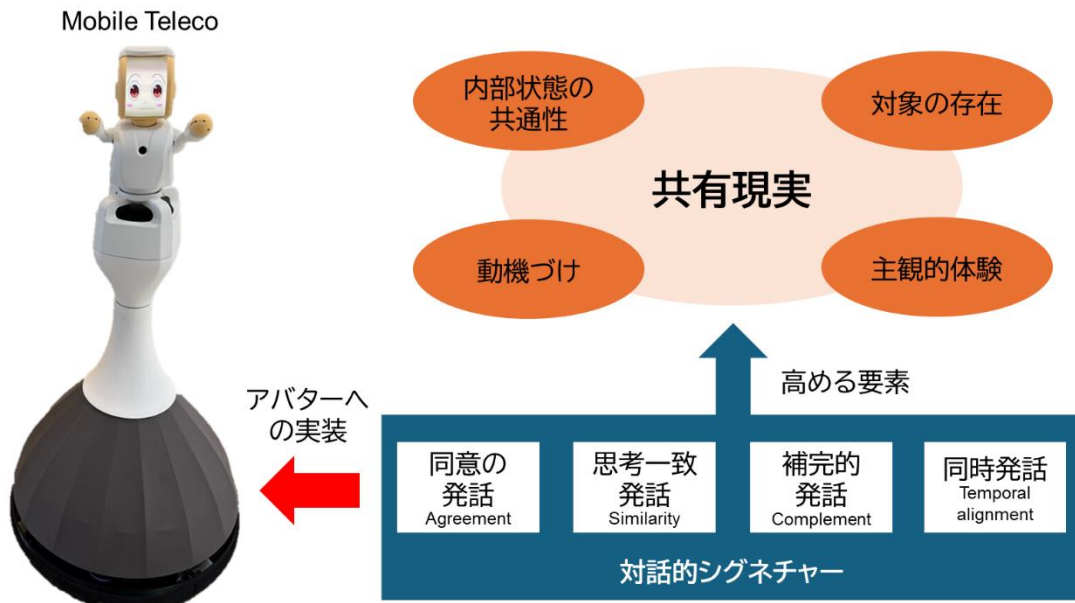 Mobile Teleco
内部状態の
共通性
対象の存在
共有現実
動機づけ
主観的体験
高める要素
アバターへ
の実装
同意の
発話
Agreement
思考一致
発話
Similarity
補完的
発話
Complement
同時発話
Temporal
alignment
対話的シグネチャー